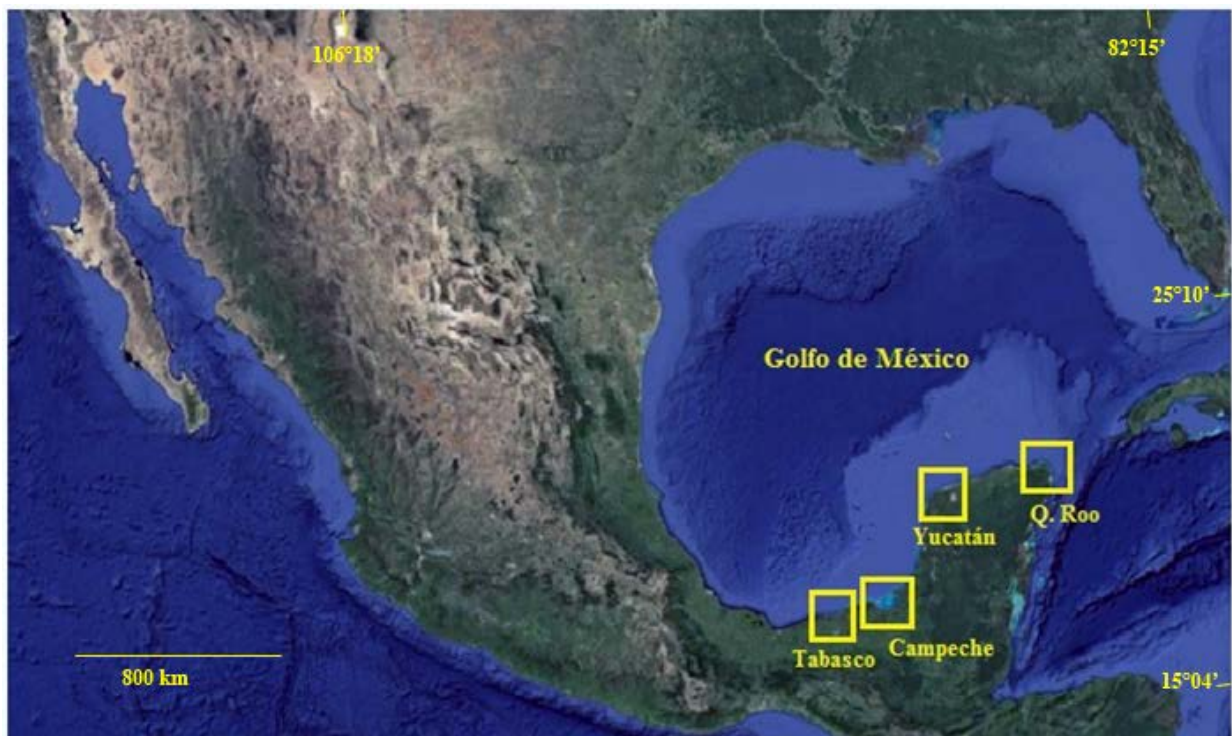 106°18’
82°15’
25°10’
Golfo de México
Q. Roo
Yucatán
Campeche
Tabasco
800 km
15°04’